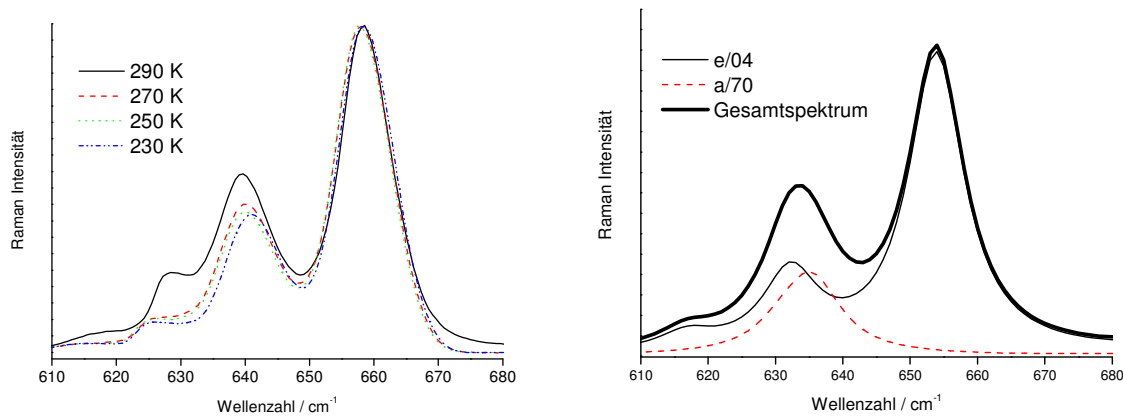 290 K
270 K
250 K
230 K
Raman Intensität
610 620 630 640 650 660 670 680
Wellenzahl / cm-1
e/04
a/70
Gesamtspektrum
Raman Intensität
610 620 630 640 650 660 670 680
Wellenzahl / cm-1